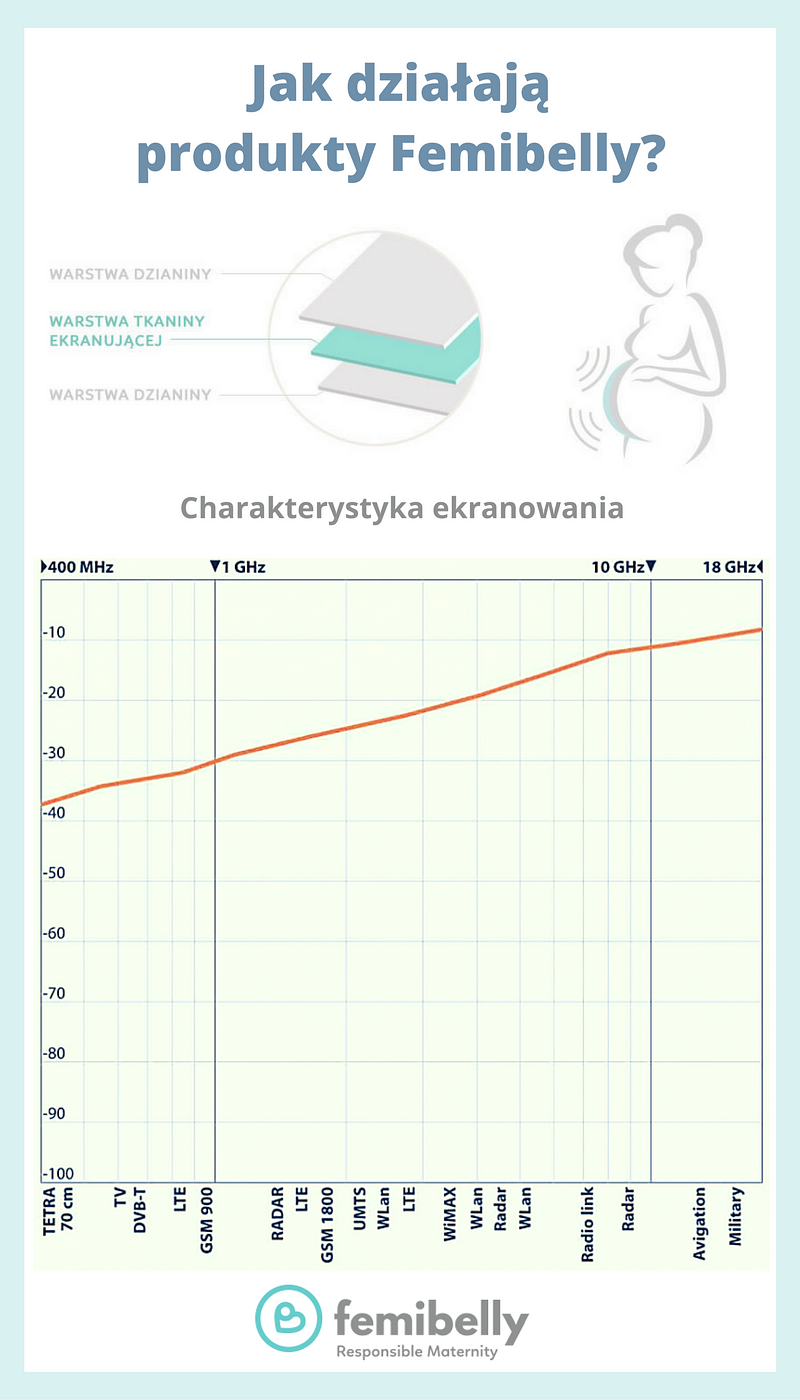 Jak działają
produkty Femibelly?
WARSTWA DZIANINY
WARSTWA TKANINY
EKRANUJĄCEJ
WARSTWA DZIANINY
Charakterystyka ekranowania
400 MHz
1 GHz
10 GHz
18 GHz
-10
-20
-30
-40
-50
-60
-70
-80
-90
-100
TETRA
70 cm
TV
DVB-T
LTE
GSM 900
RADAR
LTE
GSM 1800
UMTS
WLan
LTE
WiMAX
WLan
Radar
WLan
Radio link
Radar
Avigation
Military
femibelly
Responsible Maternity